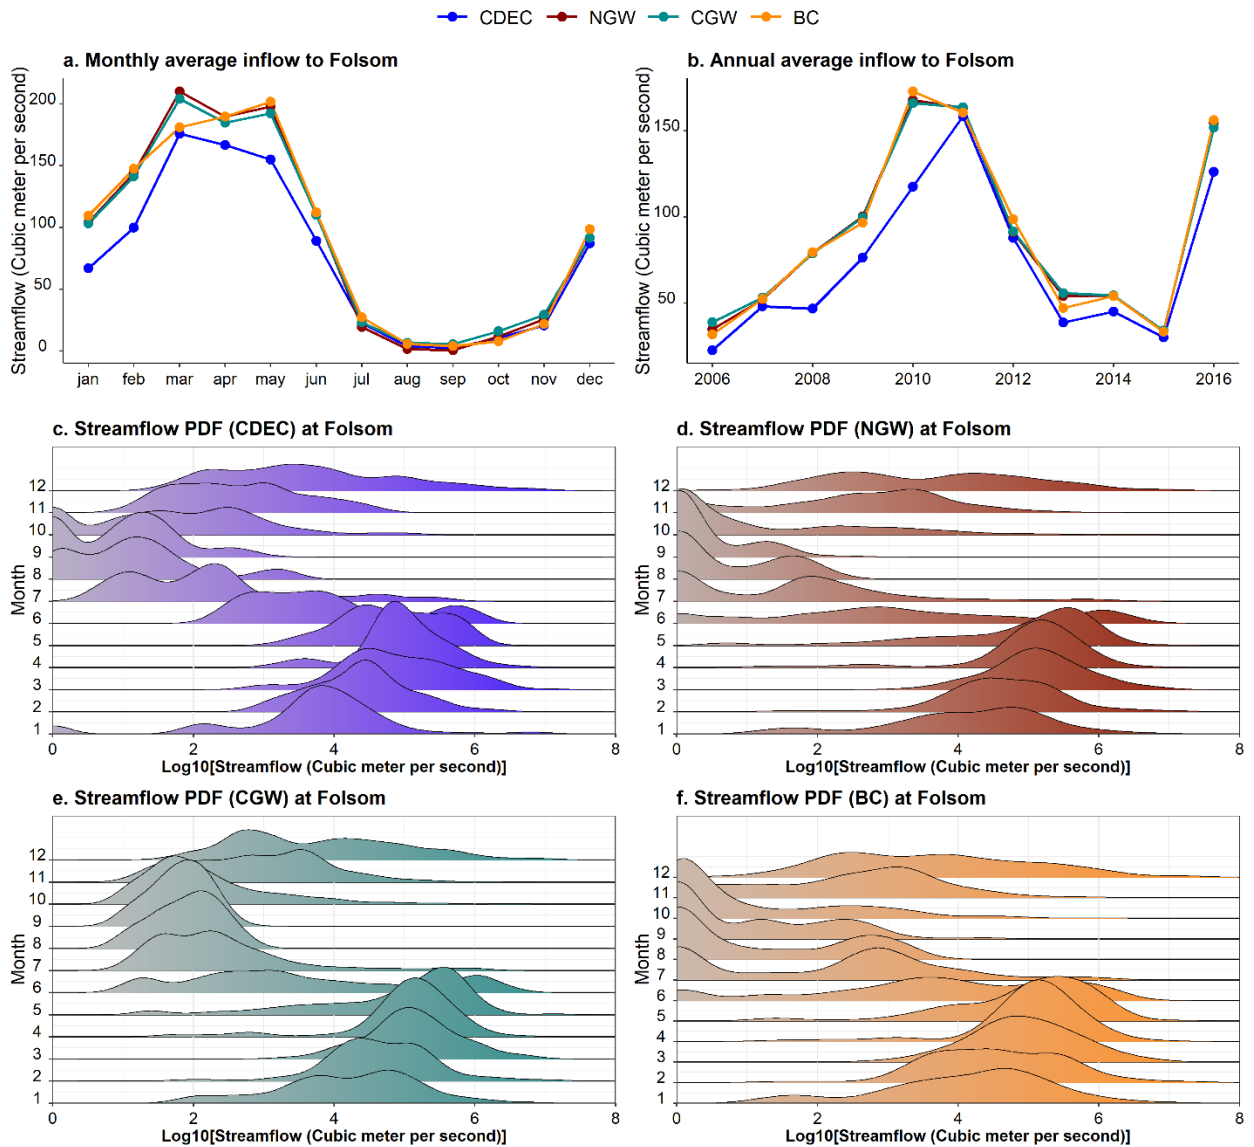 CDEC NGW CGW BC
a. Monthly average inflow to Folsom
Streamflow (Cubic meter per second)
200
150
100
50
0
jan feb mar apr may jun jul aug sep oct nov dec
b. Annual average inflow to Folsom
Streamflow (Cubic meter per second)
150
100
50
2006 2008 2010 2012 2014 2016
c. Streamflow PDF (CDEC) at Folsom
Month
12
11
10
9
8
7
6
5
4
3
2
1
0 2 4 6 8
Log10[Streamflow (Cubic meter per second)]
d. Streamflow PDF (NGW) at Folsom
Month
12
11
10
9
8
7
6
5
4
3
2
1
0 2 4 6 8
Log10[Streamflow (Cubic meter per second)]
e. Streamflow PDF (CGW) at Folsom
Month
12
11
10
9
8
7
6
5
4
3
2
1
0 2 4 6 8
Log10[Streamflow (Cubic meter per second)]
f. Streamflow PDF (BC) at Folsom
Month
12
11
10
9
8
7
6
5
4
3
2
1
0 2 4 6 8
Log10[Streamflow (Cubic meter per second)]